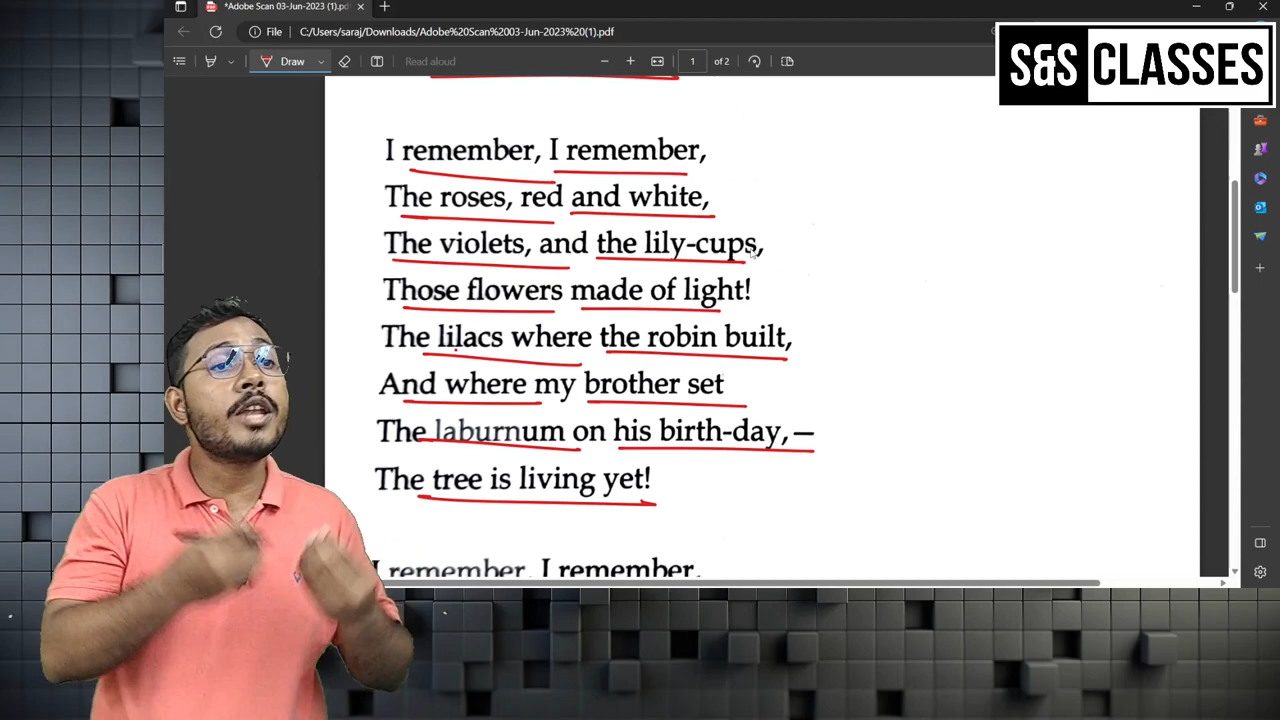 *Adobe Scan 03-Jun-2023 (1).pdf
File C:/Users/saraj/Downloads/Adobe%20Scan%2003-Jun-2023%20(1).pdf
S&S CLASSES
Draw Read aloud 1 of 2
I remember, I remember,
The roses, red and white,
The violets, and the lily-cups,
Those flowers made of light!
The lilacs where the robin built,
And where my brother set
The laburnum on his birth-day,—
The tree is living yet!
I remember, I remember,